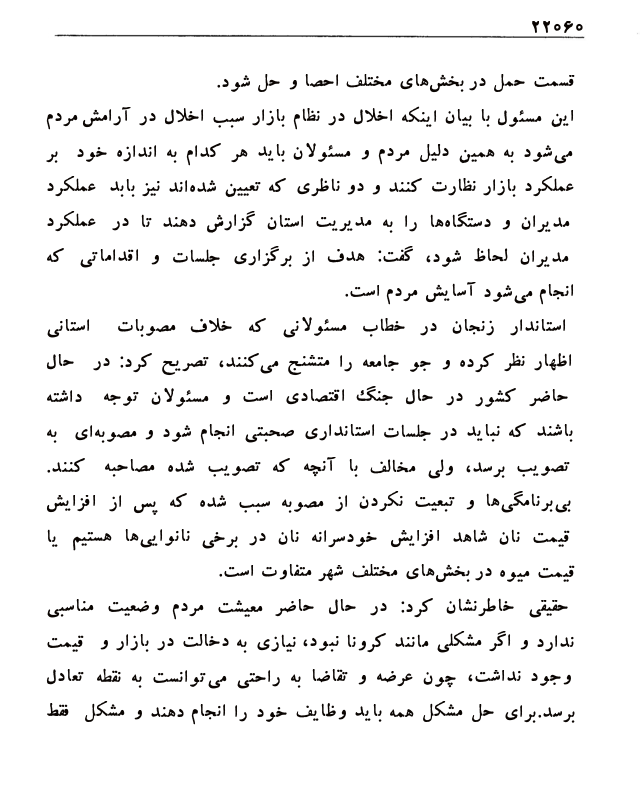 ۲۲۰۶۰
قسمت حمل در بخش‌های مختلف احصا و حل شود.
این مسئول با بیان اینکه اخلال در نظام بازار سبب اخلال در آرامش مردم
می‌شود به همین دلیل مردم و مسئولان باید هر کدام به اندازه خود بر
عملکرد بازار نظارت کنند و دو ناظری که تعیین شده‌اند نیز باید عملکرد
مدیران و دستگاه‌ها را به مدیریت استان گزارش دهند تا در عملکرد
مدیران لحاظ شود، گفت: هدف از برگزاری جلسات و اقداماتی که
انجام می‌شود آسایش مردم است.
استاندار زنجان در خطاب مسئولانی که خلاف مصوبات استانی
اظهار نظر کرده و جو جامعه را متشنج می‌کنند، تصریح کرد: در حال
حاضر کشور در حال جنگ اقتصادی است و مسئولان توجه داشته
باشند که نباید در جلسات استانداری صحبتی انجام شود و مصوبه‌ای به
تصویب برسد، ولی مخالف با آنچه که تصویب شده مصاحبه کنند.
بی‌برنامگی‌ها و تبعیت نکردن از مصوبه سبب شده که پس از افزایش
قیمت نان شاهد افزایش خودسرانه نان در برخی نانوایی‌ها هستیم یا
قیمت میوه در بخش‌های مختلف شهر متفاوت است.
حقیقی خاطرنشان کرد: در حال حاضر معیشت مردم وضعیت مناسبی
ندارد و اگر مشکلی مانند کرونا نبود، نیازی به دخالت در بازار و قیمت
وجود نداشت، چون عرضه و تقاضا به راحتی می‌توانست به نقطه تعادل
برسد.برای حل مشکل همه باید وظایف خود را انجام دهند و مشکل فقط